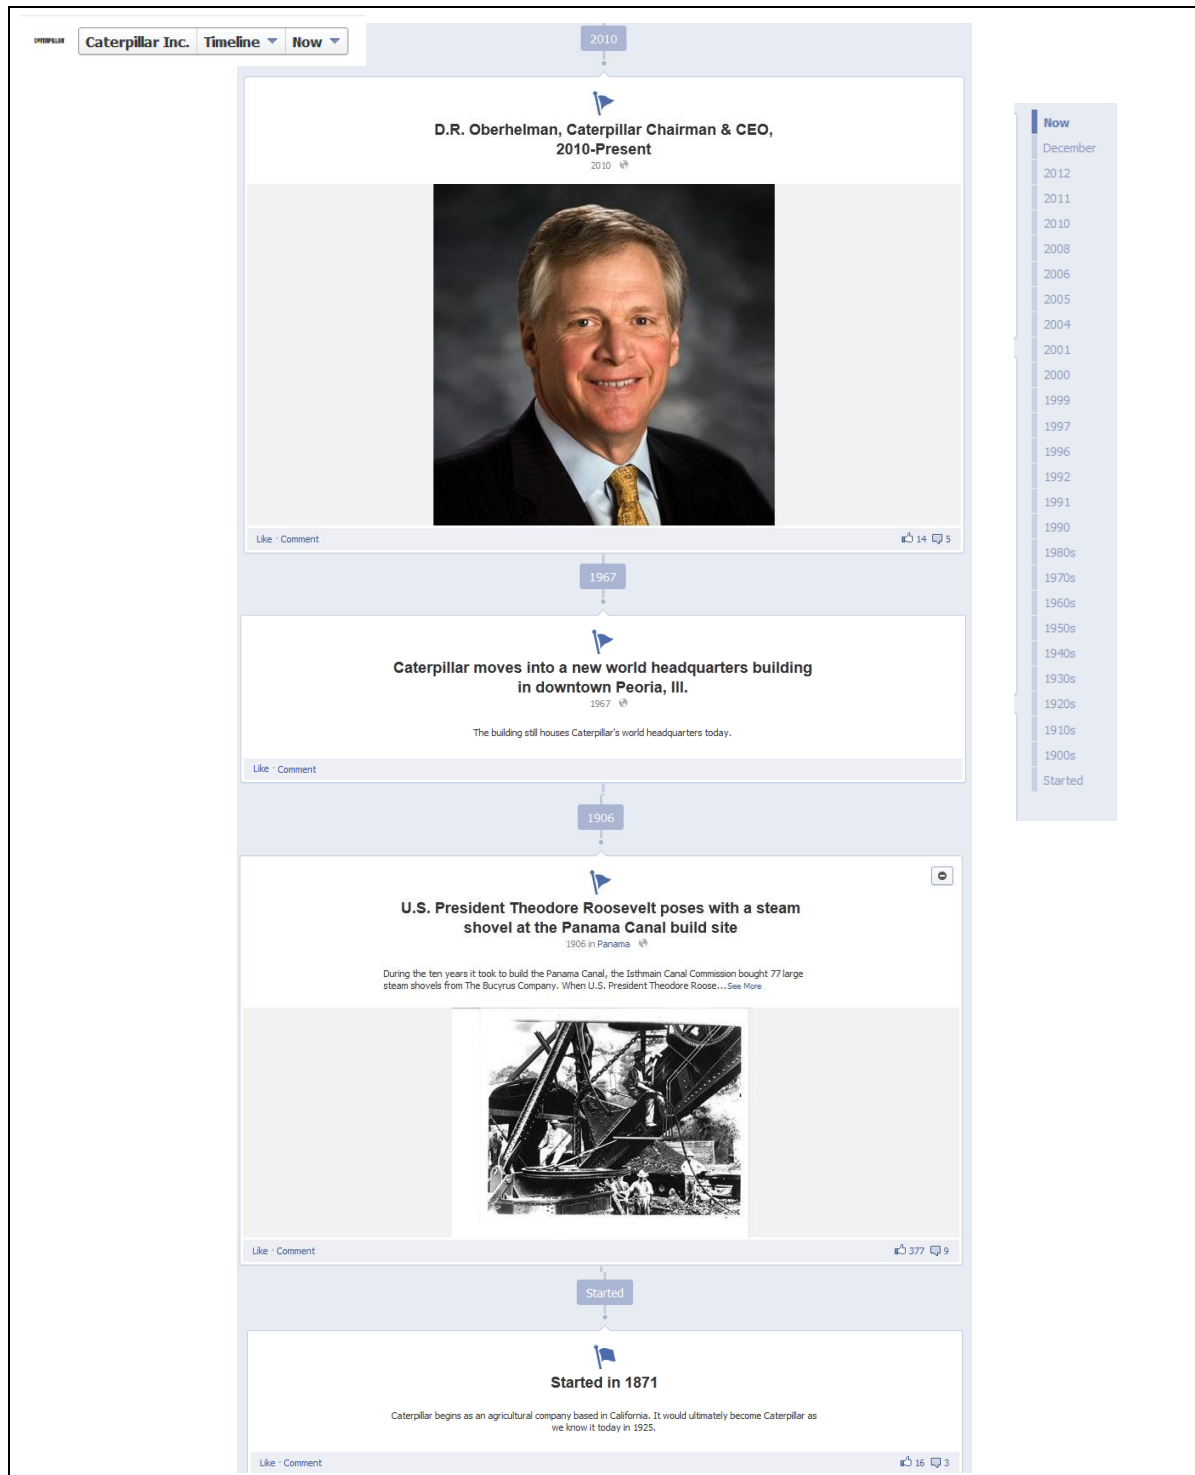 CATERPILLAR
Caterpillar Inc. Timeline Now
2010
D.R. Oberhelman, Caterpillar Chairman & CEO,
2010-Present
2010
Like · Comment
14 5
1967
Caterpillar moves into a new world headquarters building
in downtown Peoria, Ill.
1967
The building still houses Caterpillar's world headquarters today.
Like · Comment
1906
U.S. President Theodore Roosevelt poses with a steam
shovel at the Panama Canal build site
1906 in Panama
During the ten years it took to build the Panama Canal, the Isthmain Canal Commission bought 77 large
steam shovels from The Bucyrus Company. When U.S. President Theodore Roose... See More
Like · Comment
377 9
Started
Started in 1871
Caterpillar begins as an agricultural company based in California. It would ultimately become Caterpillar as
we know it today in 1925.
Like · Comment
16 3
Now
December
2012
2011
2010
2008
2006
2005
2004
2001
2000
1999
1997
1996
1992
1991
1990
1980s
1970s
1960s
1950s
1940s
1930s
1920s
1910s
1900s
Started